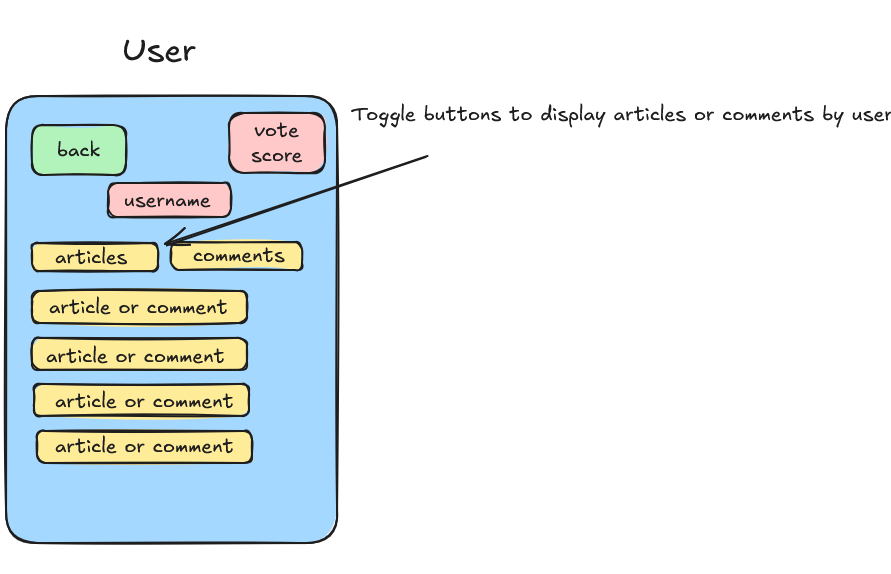 User
Toggle buttons to display articles or comments by user
back
vote
score
username
articles
comments
article or comment
article or comment
article or comment
article or comment